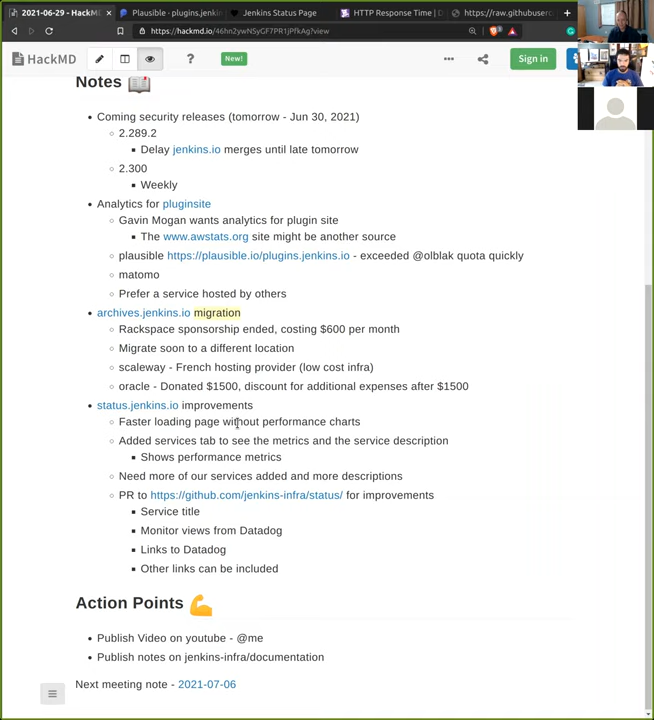 2021-06-29 - HackM
Plausible · plugins.jenkin
Jenkins Status Page
HTTP Response Time | D
https://raw.githubuserc
https://hackmd.io/46hn2ywNSyGF7PR1jPfkAg?view
HackMD
?
New!
Sign in
Notes
Coming security releases (tomorrow - Jun 30, 2021)
2.289.2
Delay jenkins.io merges until late tomorrow
2.300
Weekly
Analytics for pluginsite
Gavin Mogan wants analytics for plugin site
The www.awstats.org site might be another source
plausible https://plausible.io/plugins.jenkins.io - exceeded @olblak quota quickly
matomo
Prefer a service hosted by others
archives.jenkins.io migration
Rackspace sponsorship ended, costing $600 per month
Migrate soon to a different location
scaleway - French hosting provider (low cost infra)
oracle - Donated $1500, discount for additional expenses after $1500
status.jenkins.io improvements
Faster loading page without performance charts
Added services tab to see the metrics and the service description
Shows performance metrics
Need more of our services added and more descriptions
PR to https://github.com/jenkins-infra/status/ for improvements
Service title
Monitor views from Datadog
Links to Datadog
Other links can be included
Action Points
Publish Video on youtube - @me
Publish notes on jenkins-infra/documentation
Next meeting note - 2021-07-06